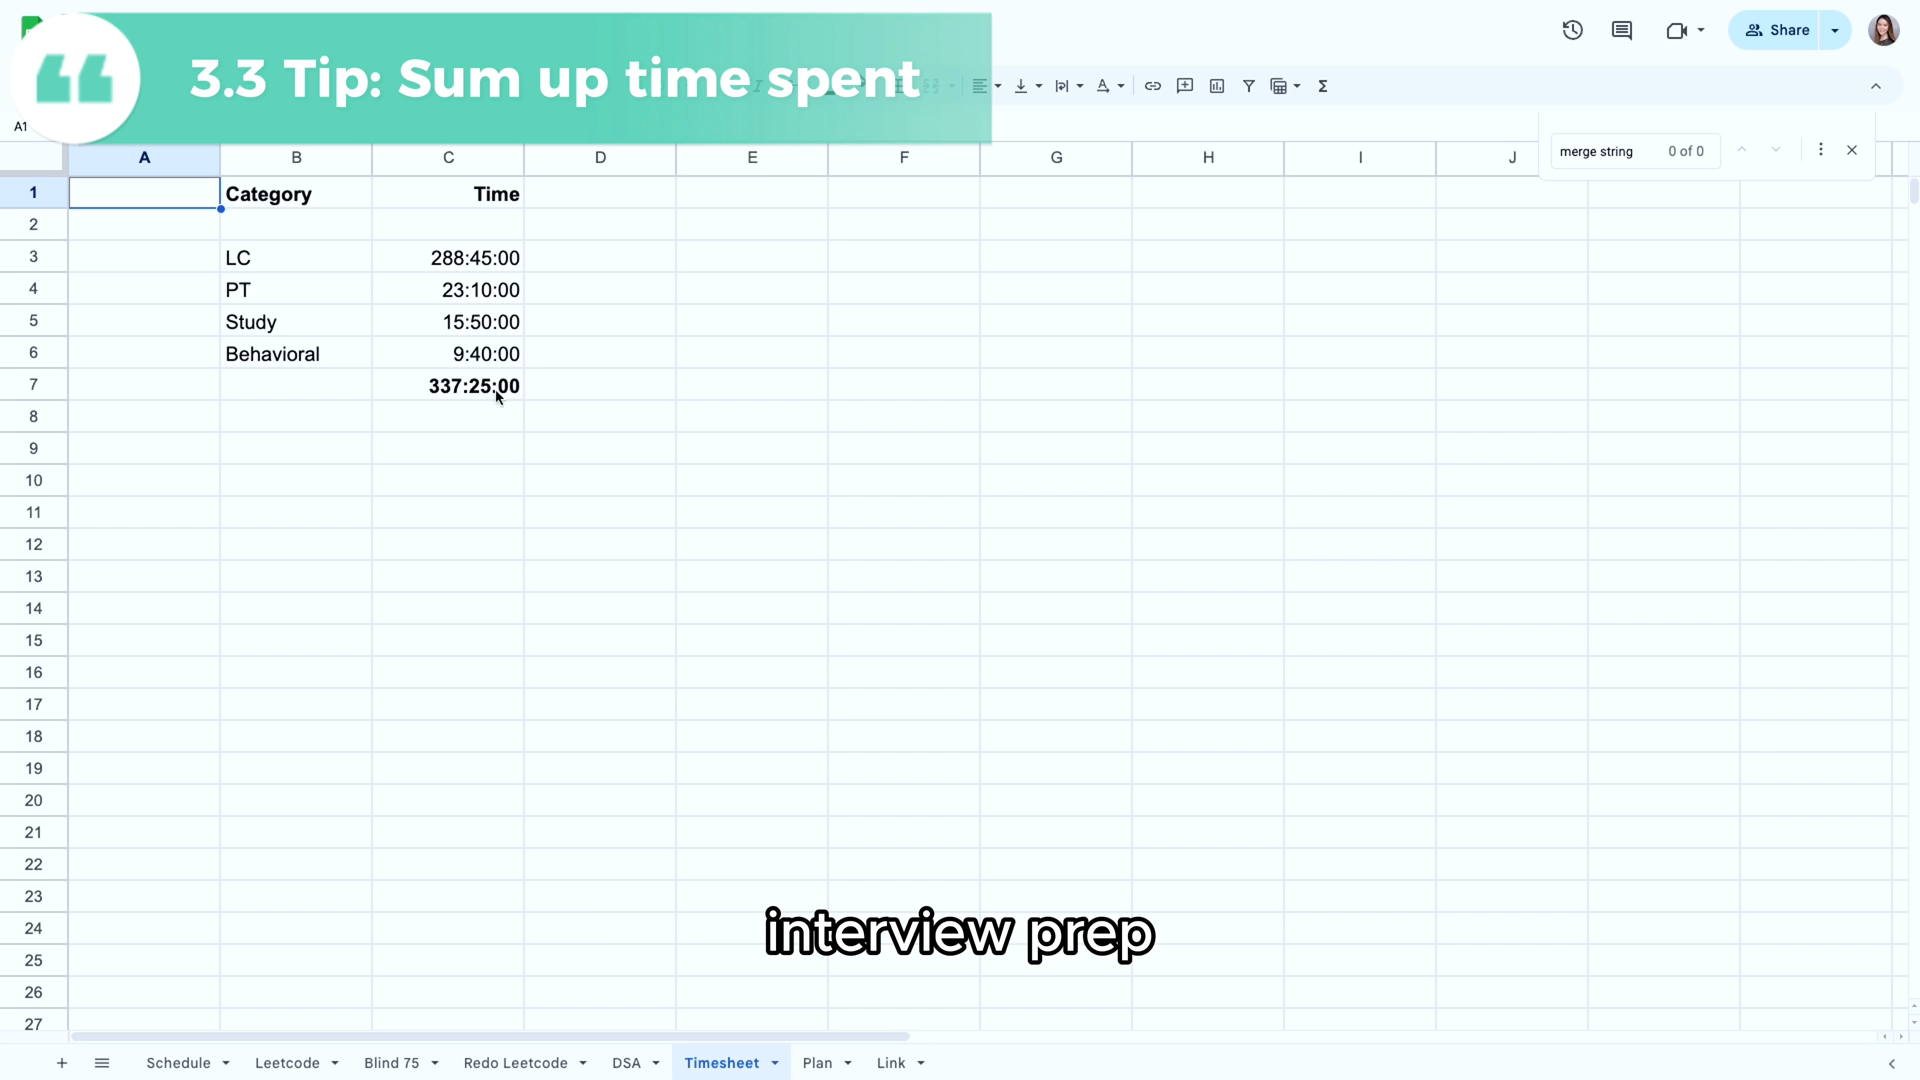 3.3 Tip: Sum up time spent
Share
A1
merge string 0 of 0
A B C D E F G H I J
1 Category Time
2
3 LC 288:45:00
4 PT 23:10:00
5 Study 15:50:00
6 Behavioral 9:40:00
7 337:25:00
8
9
10
11
12
13
14
15
16
17
18
19
20
21
22
23
24
interview prep
25
26
27
Schedule Leetcode Blind 75 Redo Leetcode DSA Timesheet Plan Link